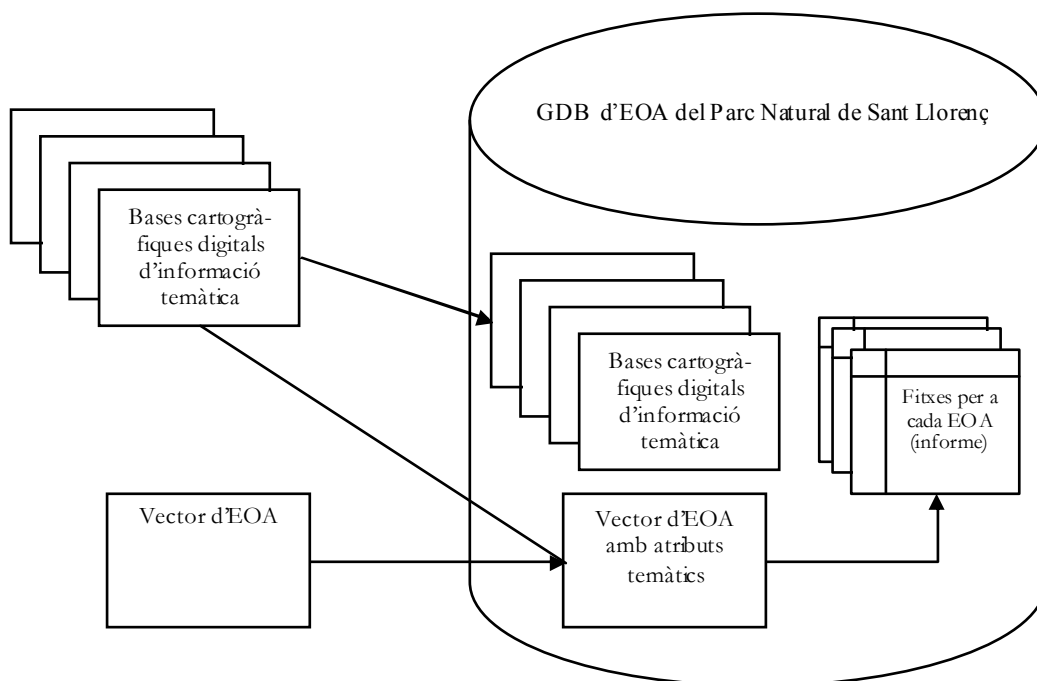 GDB d'EOA del Parc Natural de Sant Llorenç
Bases cartogrà-
fiques digitals
d'informació
temàtica
Bases cartogrà-
fiques digitals
d'informació
temàtica
Fitxes per a
cada EOA
(informe)
Vector d'EOA
Vector d'EOA
amb atributs
temàtics